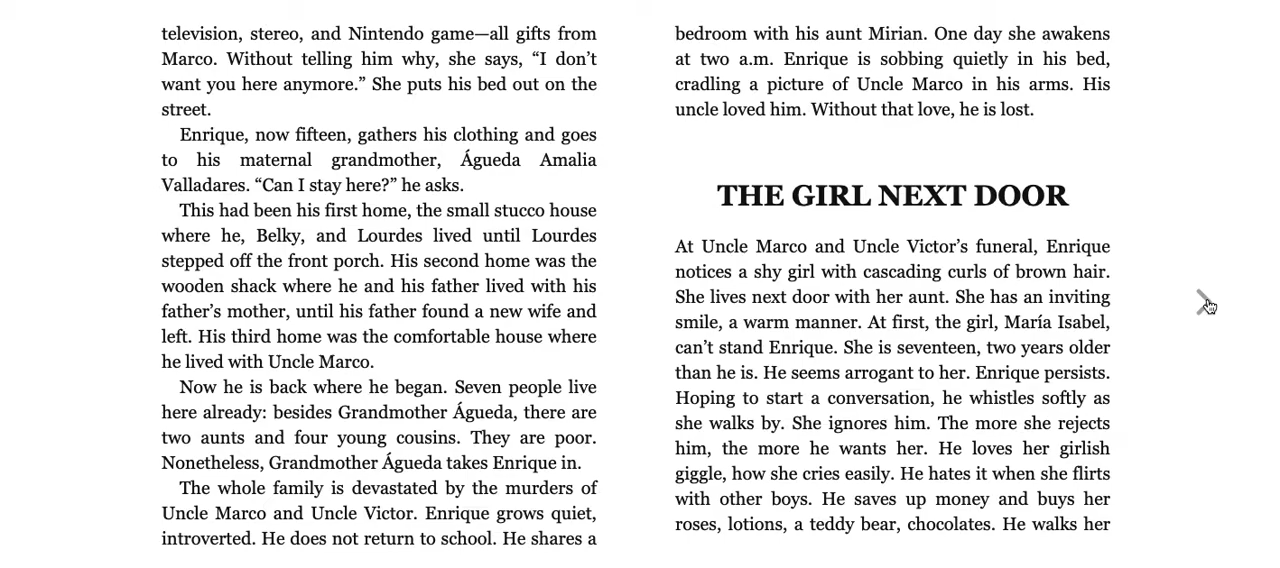 television, stereo, and Nintendo game—all gifts from
Marco. Without telling him why, she says, “I don’t
want you here anymore.” She puts his bed out on the
street.
Enrique, now fifteen, gathers his clothing and goes
to his maternal grandmother, Águeda Amalia
Valladares. “Can I stay here?” he asks.
This had been his first home, the small stucco house
where he, Belky, and Lourdes lived until Lourdes
stepped off the front porch. His second home was the
wooden shack where he and his father lived with his
father’s mother, until his father found a new wife and
left. His third home was the comfortable house where
he lived with Uncle Marco.
Now he is back where he began. Seven people live
here already: besides Grandmother Águeda, there are
two aunts and four young cousins. They are poor.
Nonetheless, Grandmother Águeda takes Enrique in.
The whole family is devastated by the murders of
Uncle Marco and Uncle Victor. Enrique grows quiet,
introverted. He does not return to school. He shares a
bedroom with his aunt Mirian. One day she awakens
at two a.m. Enrique is sobbing quietly in his bed,
cradling a picture of Uncle Marco in his arms. His
uncle loved him. Without that love, he is lost.
THE GIRL NEXT DOOR
At Uncle Marco and Uncle Victor’s funeral, Enrique
notices a shy girl with cascading curls of brown hair.
She lives next door with her aunt. She has an inviting
smile, a warm manner. At first, the girl, María Isabel,
can’t stand Enrique. She is seventeen, two years older
than he is. He seems arrogant to her. Enrique persists.
Hoping to start a conversation, he whistles softly as
she walks by. She ignores him. The more she rejects
him, the more he wants her. He loves her girlish
giggle, how she cries easily. He hates it when she flirts
with other boys. He saves up money and buys her
roses, lotions, a teddy bear, chocolates. He walks her